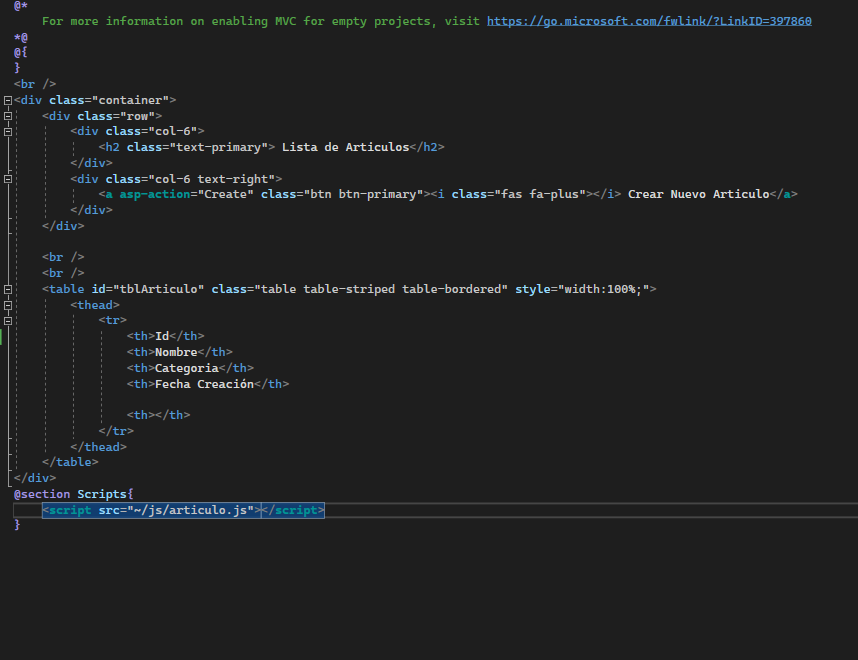 @*
    For more information on enabling MVC for empty projects, visit https://go.microsoft.com/fwlink/?LinkID=397860
*@
@{
}
<br />
<div class="container">
    <div class="row">
        <div class="col-6">
            <h2 class="text-primary"> Lista de Articulos</h2>
        </div>
        <div class="col-6 text-right">
            <a asp-action="Create" class="btn btn-primary"><i class="fas fa-plus"></i> Crear Nuevo Articulo</a>
        </div>
    </div>

    <br />
    <br />
    <table id="tblArticulo" class="table table-striped table-bordered" style="width:100%;">
        <thead>
            <tr>
                <th>Id</th>
                <th>Nombre</th>
                <th>Categoria</th>
                <th>Fecha Creación</th>

                <th></th>
            </tr>
        </thead>
    </table>
</div>
@section Scripts{
    <script src="~/js/articulo.js"></script>
}